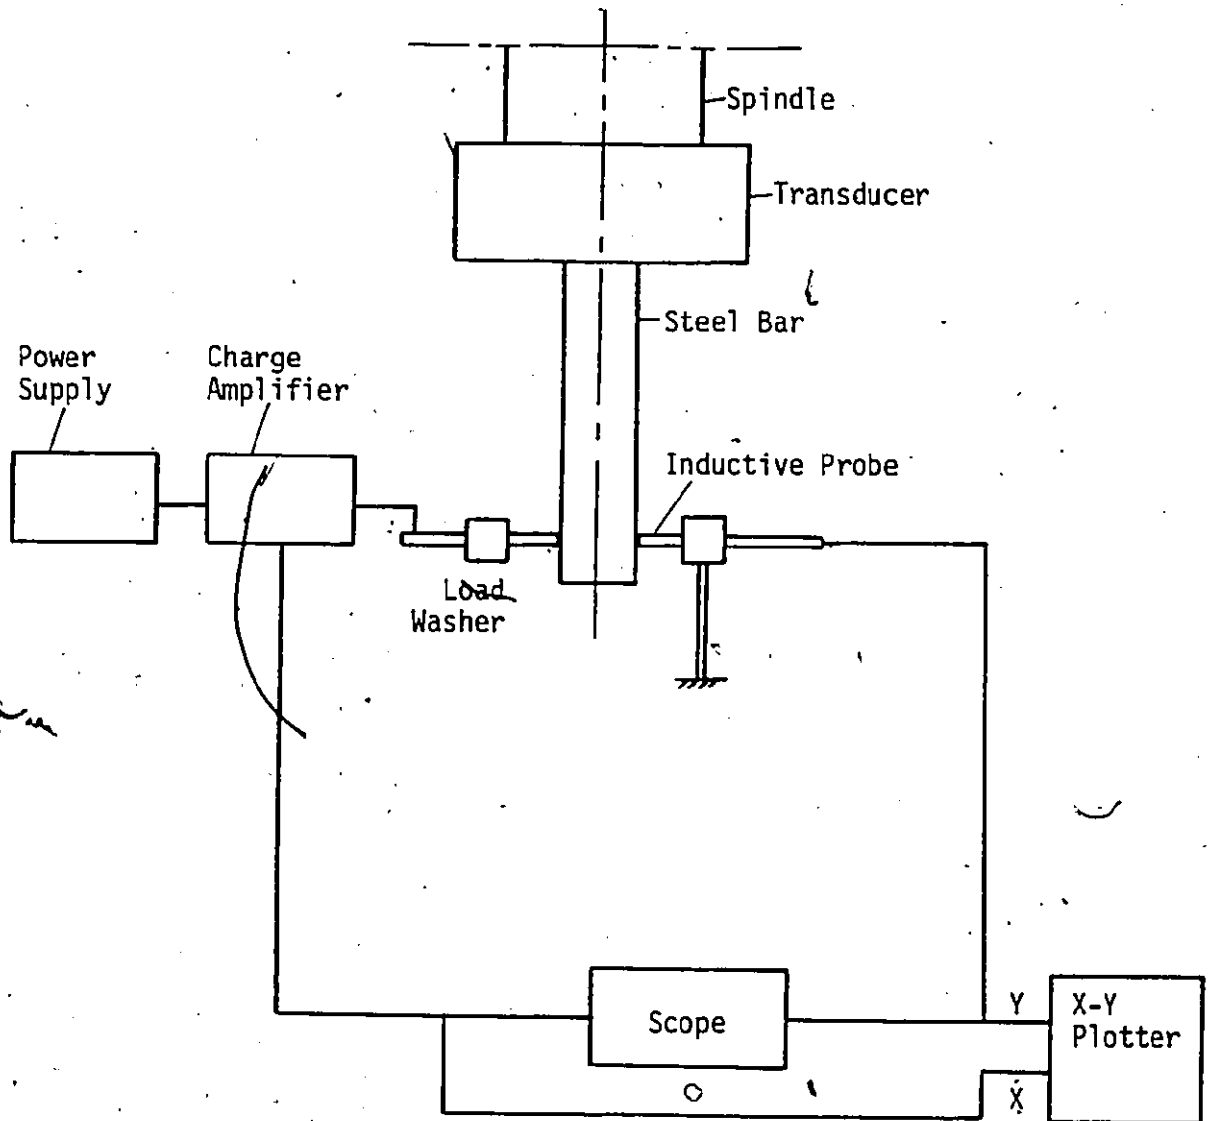 Spindle
Transducer
Steel Bar
Power
Supply
Charge
Amplifier
Inductive Probe
Load
Washer
Scope
Y
X-Y
Plotter
X